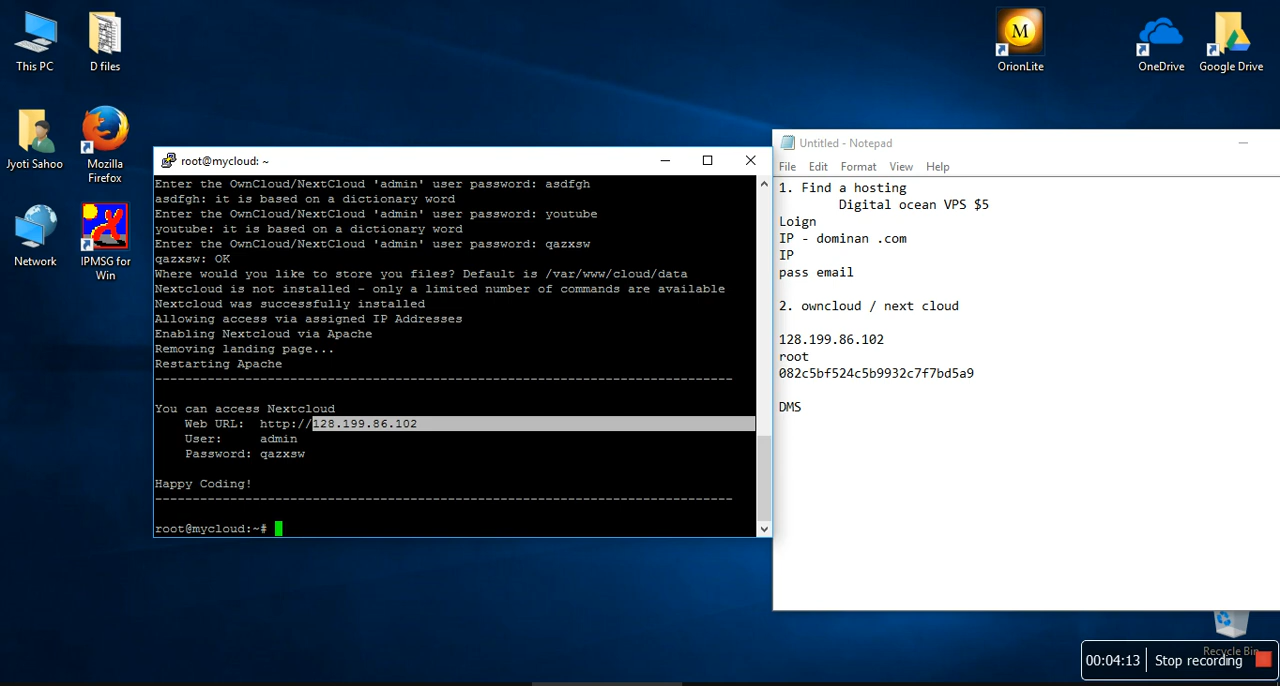 This PC
D files
OrionLite
OneDrive
Google Drive
Jyoti Sahoo
Mozilla
Firefox
Network
IPMSG for
Win
root@mycloud: ~
Enter the OwnCloud/NextCloud 'admin' user password: asdfgh
asdfgh: it is based on a dictionary word
Enter the OwnCloud/NextCloud 'admin' user password: youtube
youtube: it is based on a dictionary word
Enter the OwnCloud/NextCloud 'admin' user password: qazxsw
qazxsw: OK
Where would you like to store you files? Default is /var/www/cloud/data
Nextcloud is not installed - only a limited number of commands are available
Nextcloud was successfully installed
Allowing access via assigned IP Addresses
Enabling Nextcloud via Apache
Removing landing page...
Restarting Apache
-----------------------------------------------------------------------------
You can access Nextcloud
Web URL: http://128.199.86.102
User: admin
Password: qazxsw
Happy Coding!
-----------------------------------------------------------------------------
root@mycloud:~#
Untitled - Notepad
File Edit Format View Help
1. Find a hosting
Digital ocean VPS $5
Loign
IP - dominan .com
IP
pass email
2. owncloud / next cloud
128.199.86.102
root
082c5bf524c5b9932c7f7bd5a9
DMS
Recycle Bin
00:04:13 Stop recording